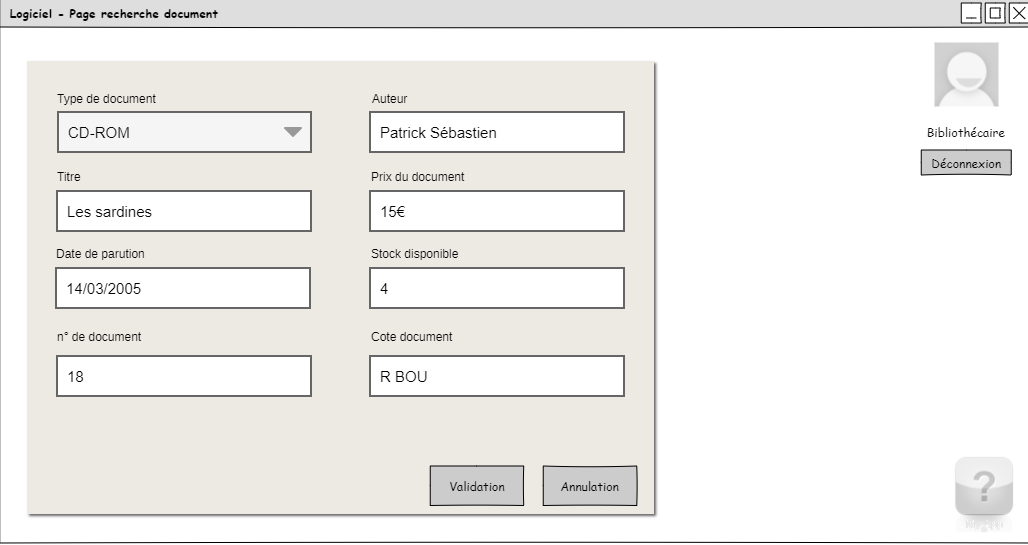 Logiciel - Page recherche document
Type de document
CD-ROM
Auteur
Patrick Sébastien
Titre
Les sardines
Prix du document
15€
Date de parution
14/03/2005
Stock disponible
4
n° de document
18
Cote document
R BOU
Validation
Annulation
Bibliothécaire
Déconnexion
?